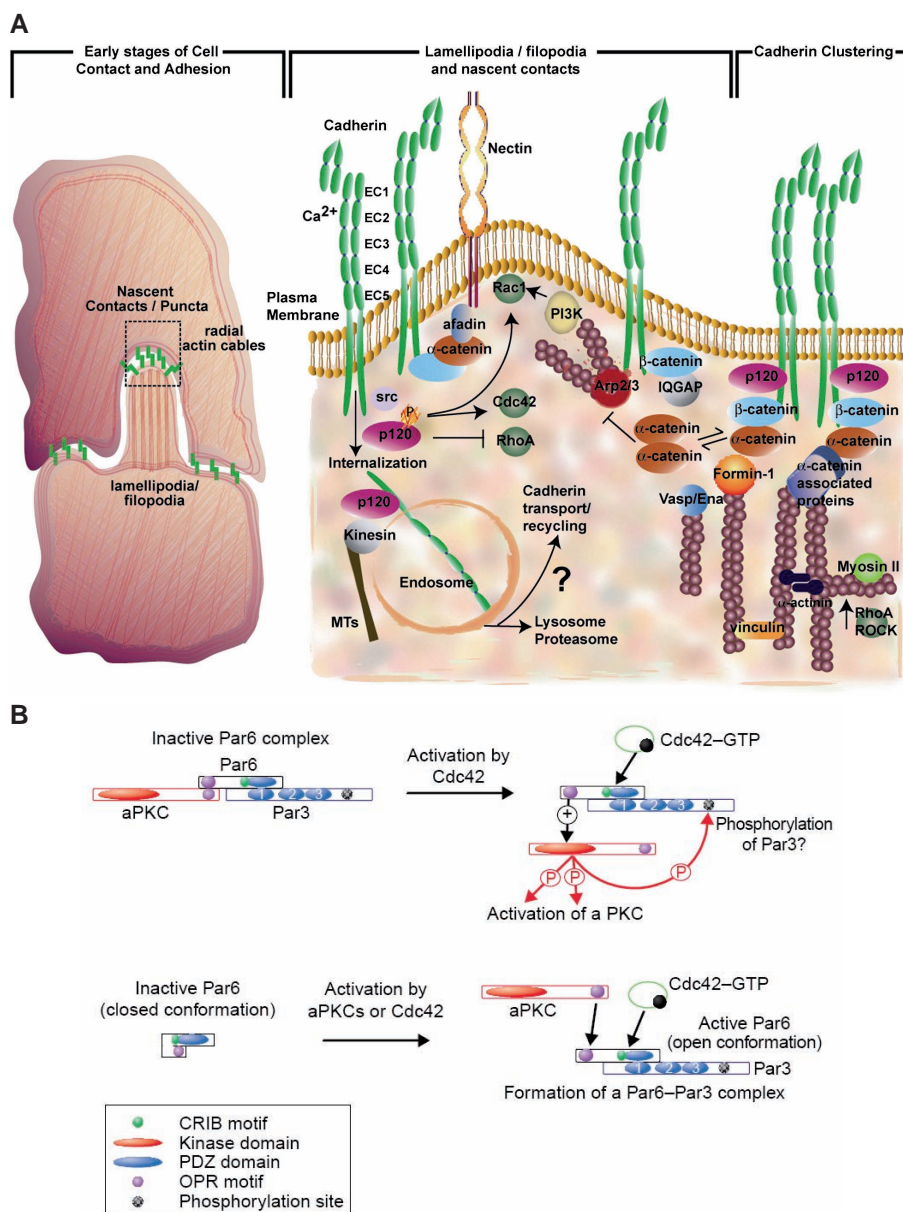 A
Early stages of Cell
Contact and Adhesion
Lamellipodia / filopodia
and nascent contacts
Cadherin Clustering
Cadherin
Nectin
EC1
Ca2+
EC2
EC3
EC4
EC5
Plasma
Membrane
Nascent
Contacts / Puncta
radial
actin cables
lamellipodia/
filopodia
Rac1
PI3K
afadin
α-catenin
β-catenin
IQGAP
Arp2/3
src
P
p120
Cdc42
RhoA
Internalization
p120
Kinesin
MTs
Endosome
Cadherin
transport/
recycling
?
Lysosome
Proteasome
α-catenin
α-catenin
p120
β-catenin
α-catenin
p120
β-catenin
α-catenin
Formin-1
α-catenin
associated
proteins
Vasp/Ena
Myosin II
α-actinin
vinculin
RhoA
ROCK
B
Inactive Par6 complex
Par6
aPKC
1 2 3
Par3
Activation by
Cdc42
Cdc42–GTP
1 2 3
+
Phosphorylation
of Par3?
P P P
Activation of a PKC
Inactive Par6
(closed conformation)
Activation by
aPKCs or Cdc42
aPKC
Cdc42–GTP
Active Par6
(open conformation)
1 2 3
Par3
Formation of a Par6–Par3 complex
CRIB motif
Kinase domain
PDZ domain
OPR motif
Phosphorylation site